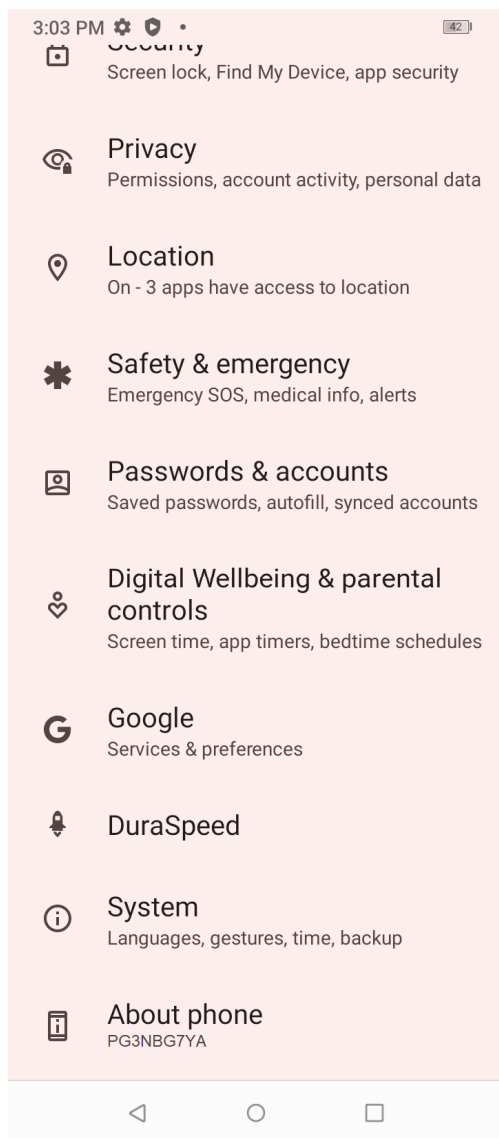 3:03 PM
42
Security
Screen lock, Find My Device, app security
Privacy
Permissions, account activity, personal data
Location
On - 3 apps have access to location
Safety & emergency
Emergency SOS, medical info, alerts
Passwords & accounts
Saved passwords, autofill, synced accounts
Digital Wellbeing & parental
controls
Screen time, app timers, bedtime schedules
Google
Services & preferences
DuraSpeed
System
Languages, gestures, time, backup
About phone
PG3NBG7YA